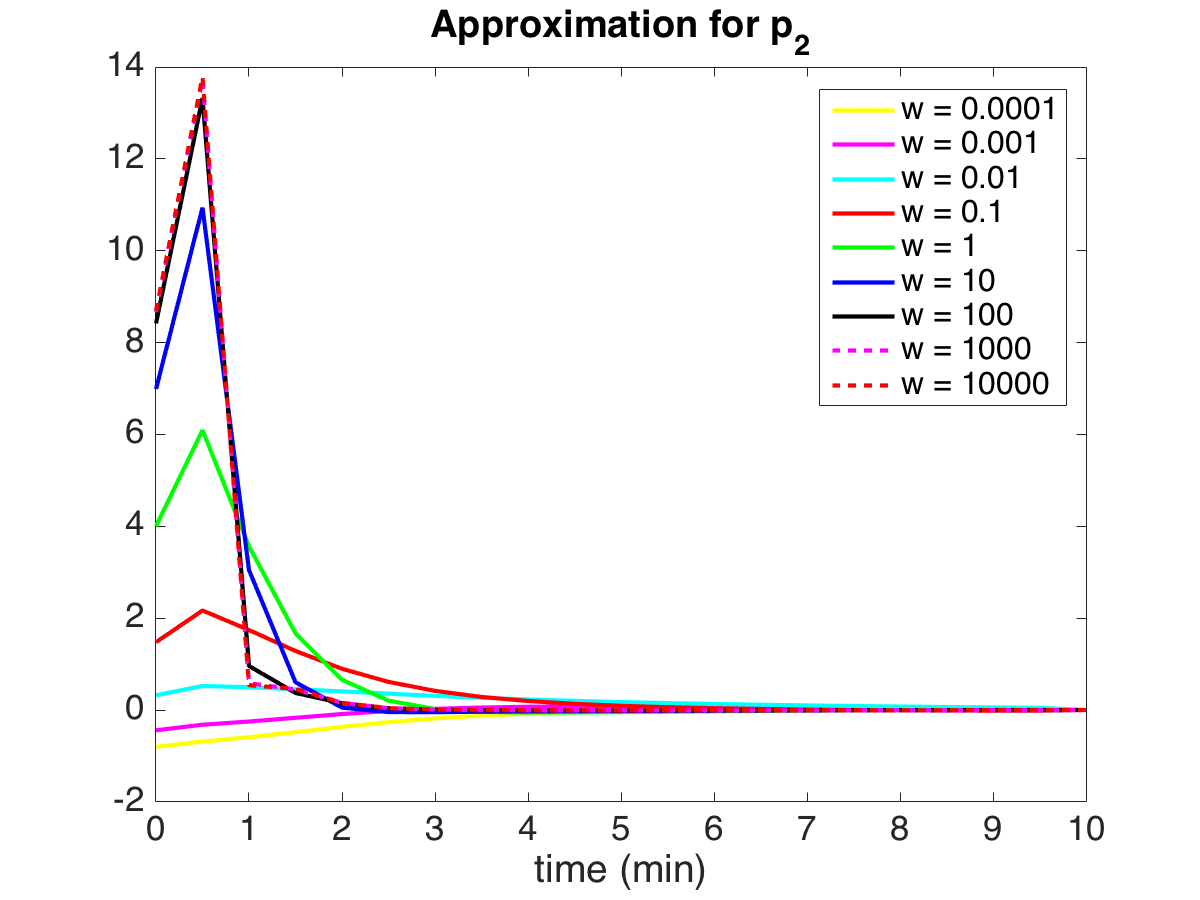 Approximation for p2
14
12
10
8
6
4
2
0
-2
w = 0.0001
w = 0.001
w = 0.01
w = 0.1
w = 1
w = 10
w = 100
w = 1000
w = 10000
0 1 2 3 4 5 6 7 8 9 10
time (min)